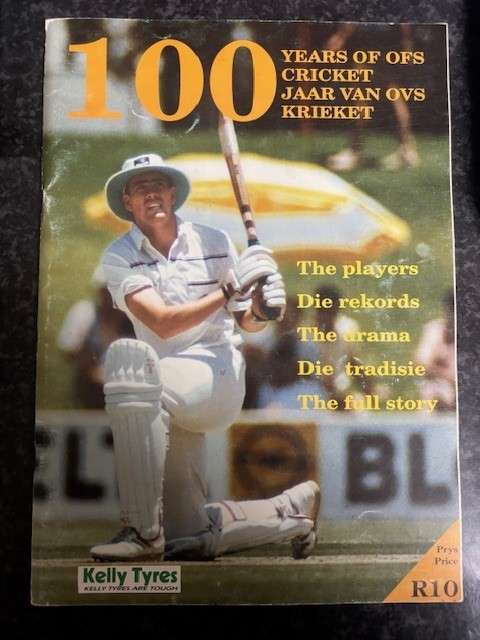 100
YEARS OF OFS
CRICKET
JAAR VAN OVS
KRIEKET
The players
Die rekords
The drama
Die tradisie
The full story
BL
Kelly Tyres
KELLY TYRES ARE TOUGH
Prys
Price
R10